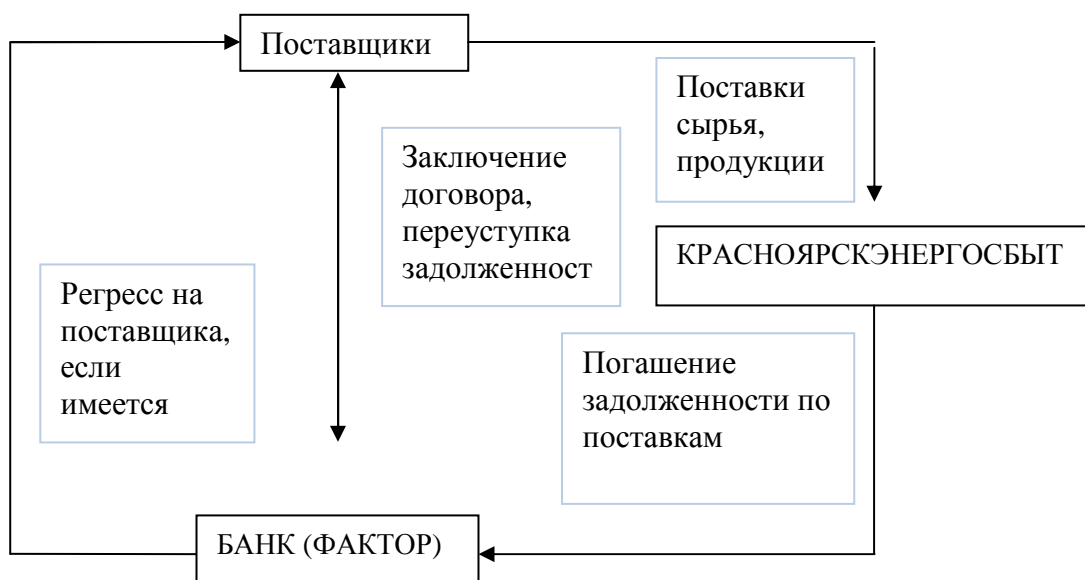 Поставщики
Поставки
сырья,
продукции
Заключение
договора,
переуступка
задолженност
КРАСНОЯРСКЭНЕРГОСБЫТ
Регресс на
поставщика,
если
имеется
Погашение
задолженности по
поставкам
БАНК (ФАКТОР)